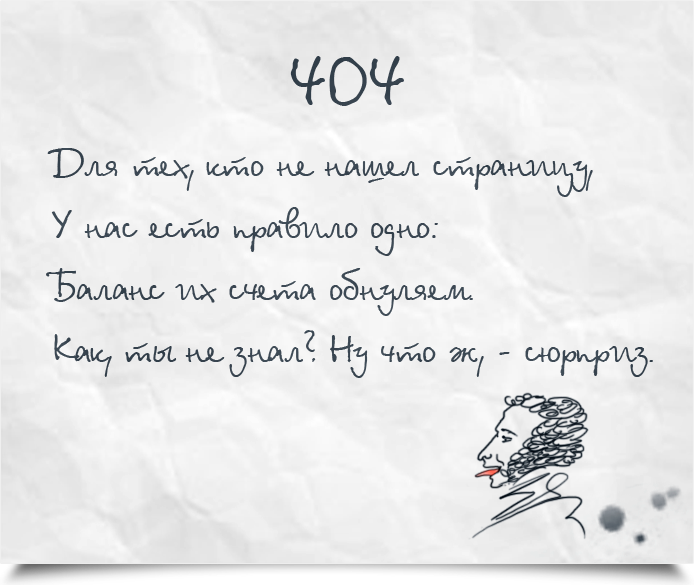 404
Для тех, кто не нашел страницу,
У нас есть правило одно:
Баланс их счета обнуляем.
Как, ты не знал? Ну что ж, - сюрприз.